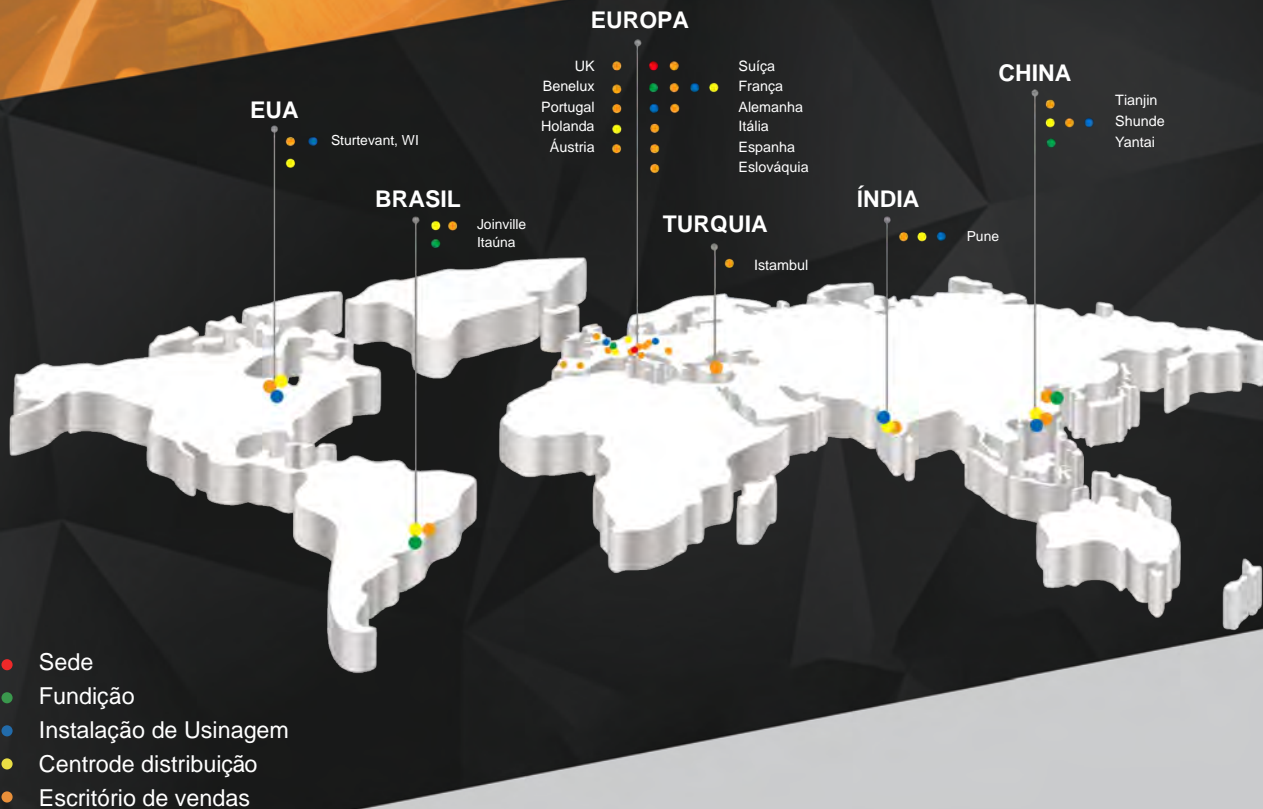 EUROPA
UK
Benelux
Portugal
Holanda
Áustria
Suíça
França
Alemanha
Itália
Espanha
Eslováquia
CHINA
Tianjin
Shunde
Yantai
EUA
Sturtevant, WI
BRASIL
Joinville
Itaúna
TURQUIA
Istambul
ÍNDIA
Pune
Sede
Fundição
Instalação de Usinagem
Centrode distribuição
Escritório de vendas